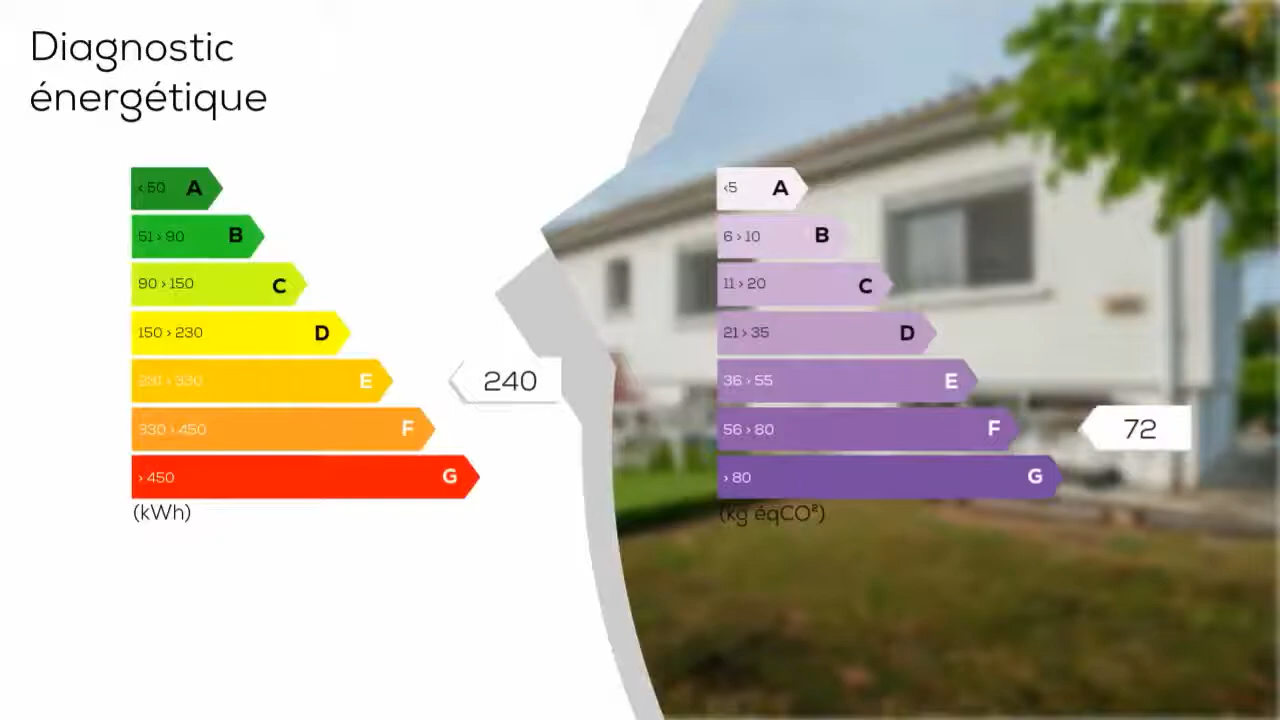 Diagnostic
énergétique
< 50 A
51 > 90 B
90 > 150 C
150 > 230 D
230 > 330 E
330 > 450 F
> 450 G
(kWh)
240
<5 A
6 > 10 B
11 > 20 C
21 > 35 D
36 > 55 E
56 > 80 F
> 80 G
(kg éqCO²)
72